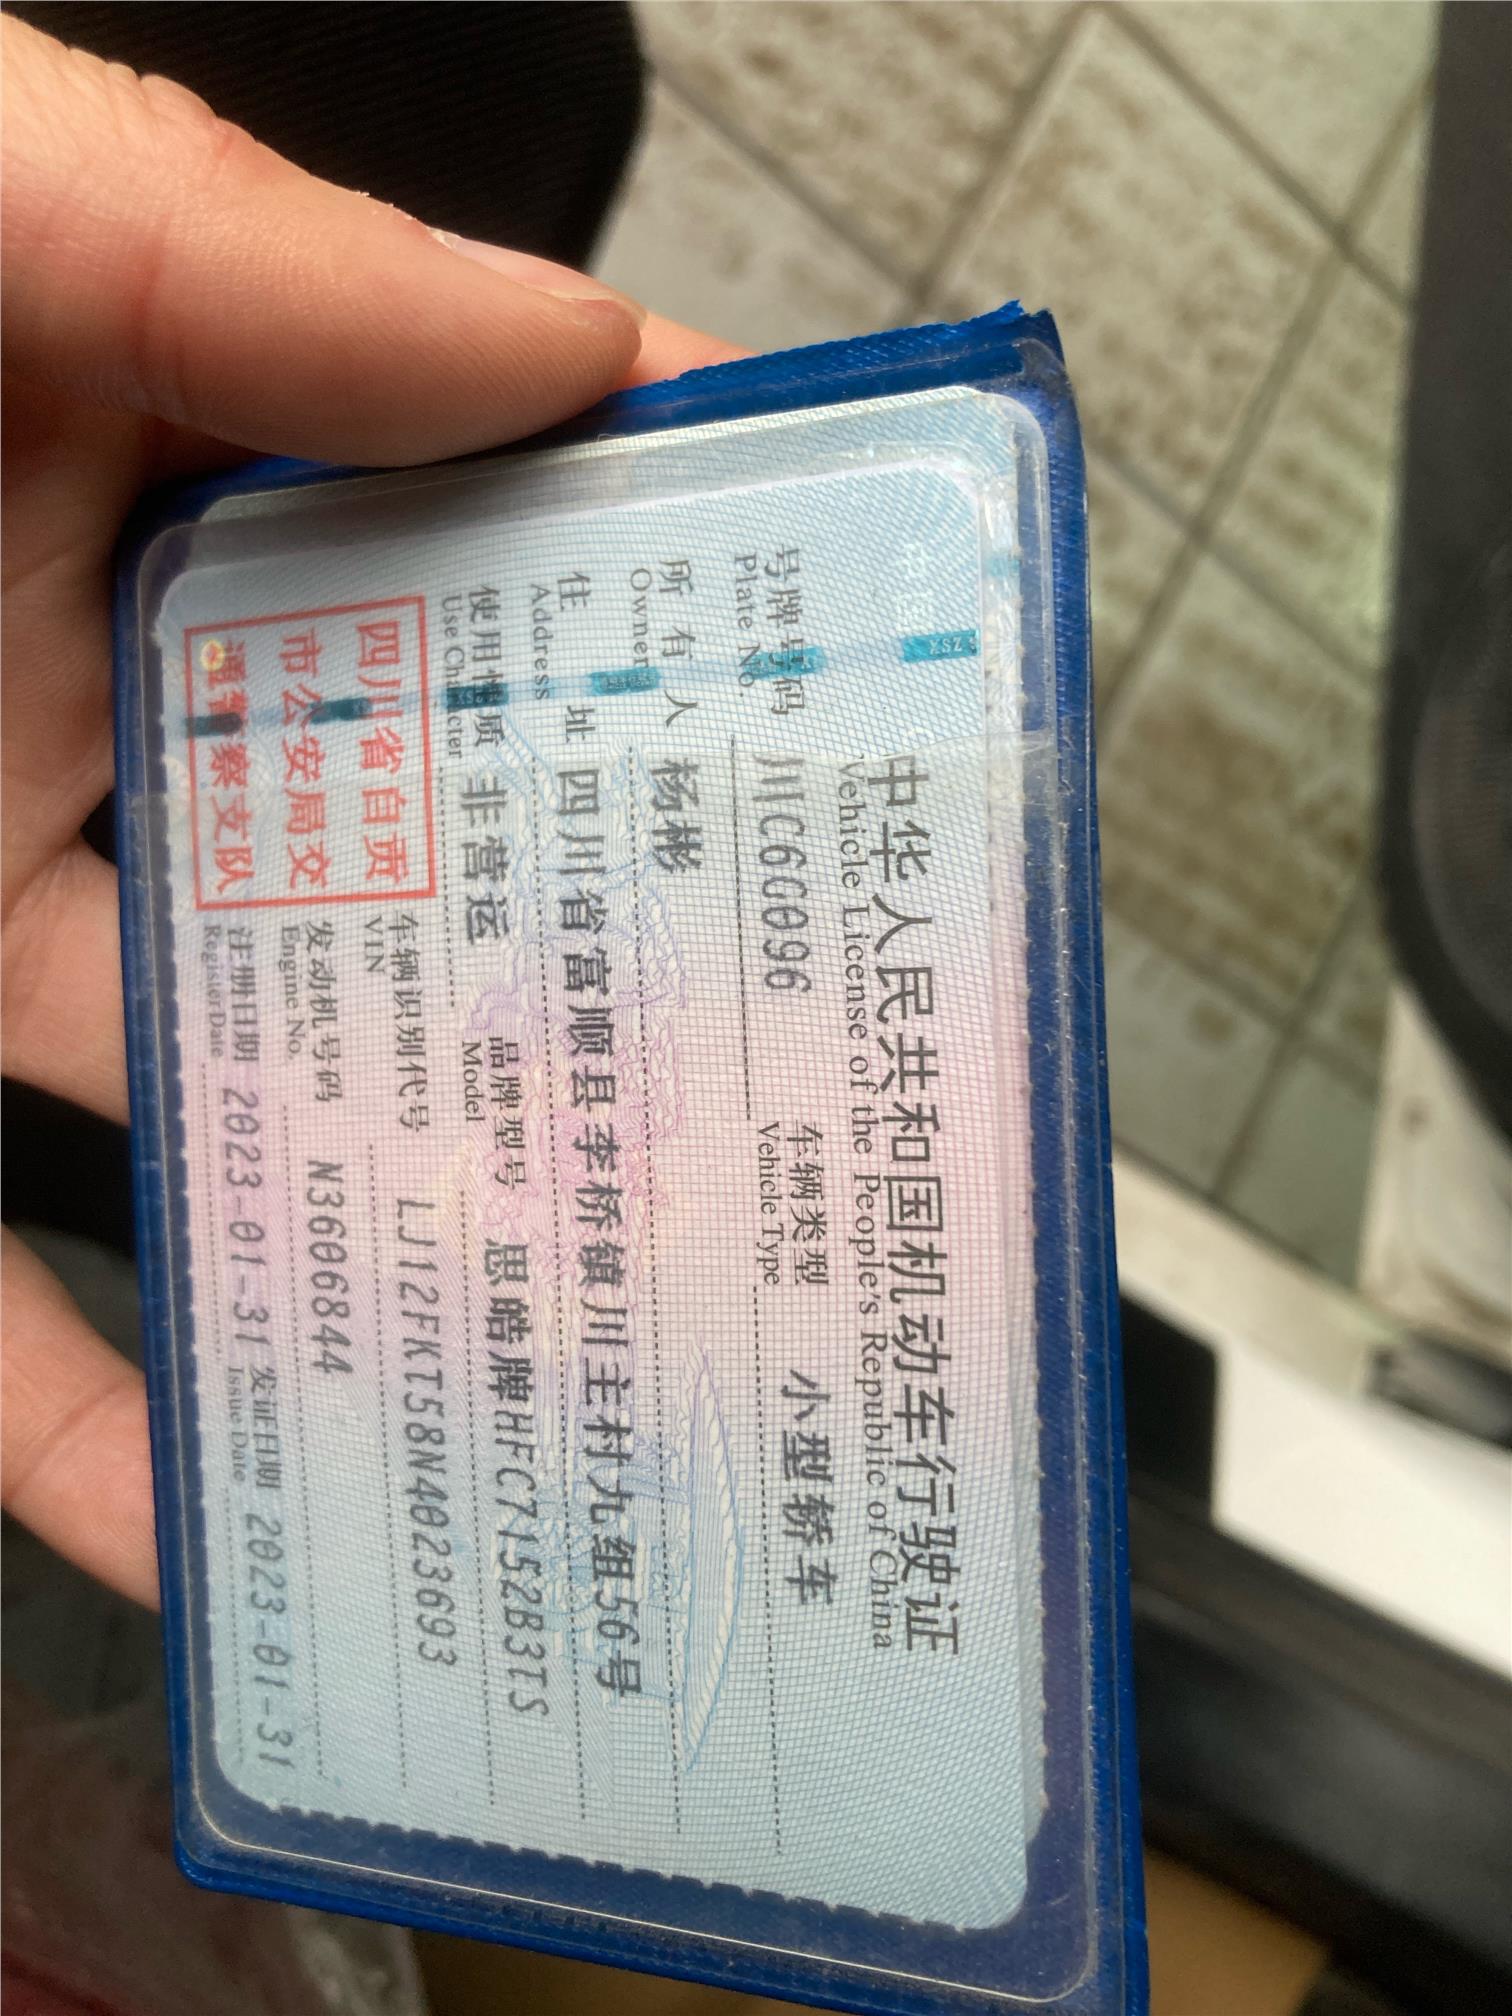 中华人民共和国机动车行驶证
Vehicle License of the People's Republic of China
号牌号码 川C6G096 车辆类型 小型轿车
Plate No. Vehicle Type
所有人 杨彬
Owner
住址 四川省富顺县李桥镇川主村九组56号
Address
使用性质 非营运 品牌型号 思皓牌HFC7152B3TS
Use Character Model
四川省自贡
市公安局交
通警察支队
车辆识别代号 LJ12FKT58N4023693
VIN
发动机号码 N3606844
Engine No.
注册日期 2023-01-31 发证日期 2023-01-31
Register Date Issue Date